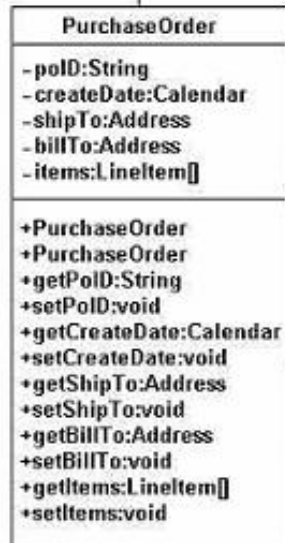 PurchaseOrder
-poID:String
-createDate:Calendar
-shipTo:Address
-billTo:Address
-items:LineItem[]
+PurchaseOrder
+PurchaseOrder
+getPoID:String
+setPoID:void
+getCreateDate:Calendar
+setCreateDate:void
+getShipTo:Address
+setShipTo:void
+getBillTo:Address
+setBillTo:void
+getItems:LineItem[]
+setItems:void